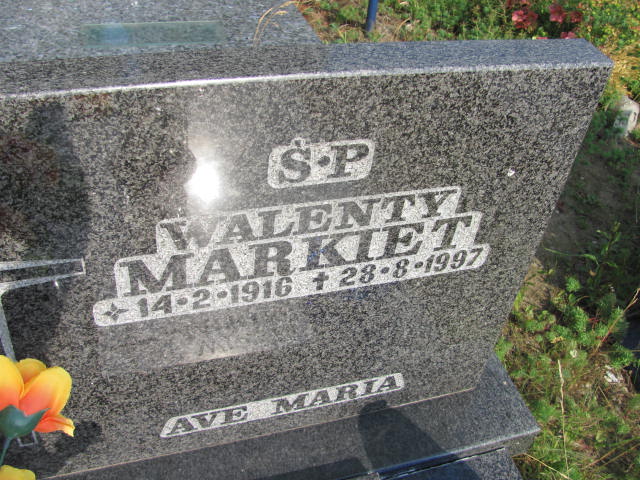 Ś•P
WALENTY
MARKIET
✧14•2•1916 ✝28•8•1997
AVE MARIA